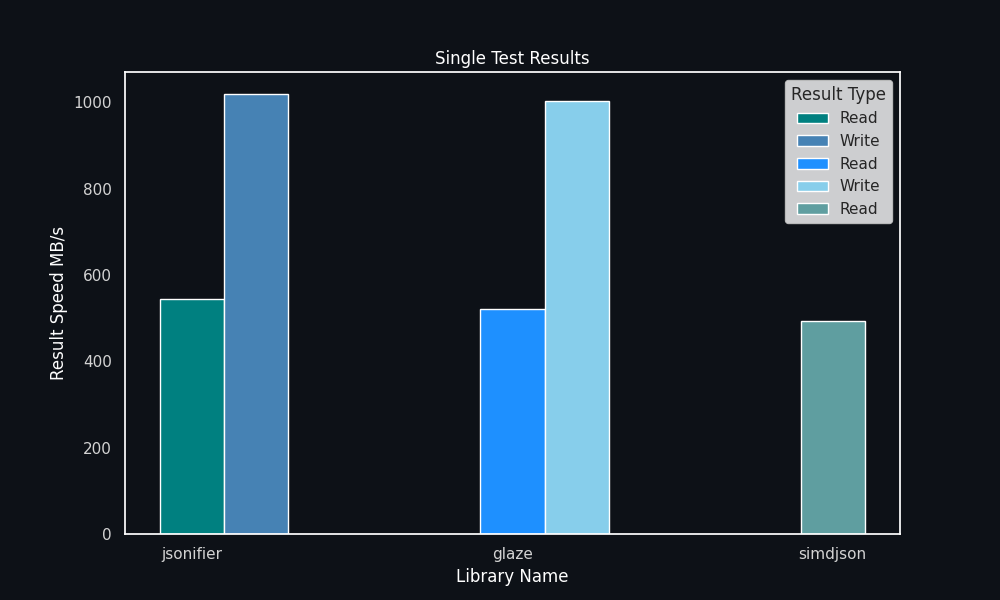 Single Test Results
Result Type
Read
Write
Read
Write
Read
1000
800
600
400
200
0
Result Speed MB/s
jsonifier
glaze
simdjson
Library Name